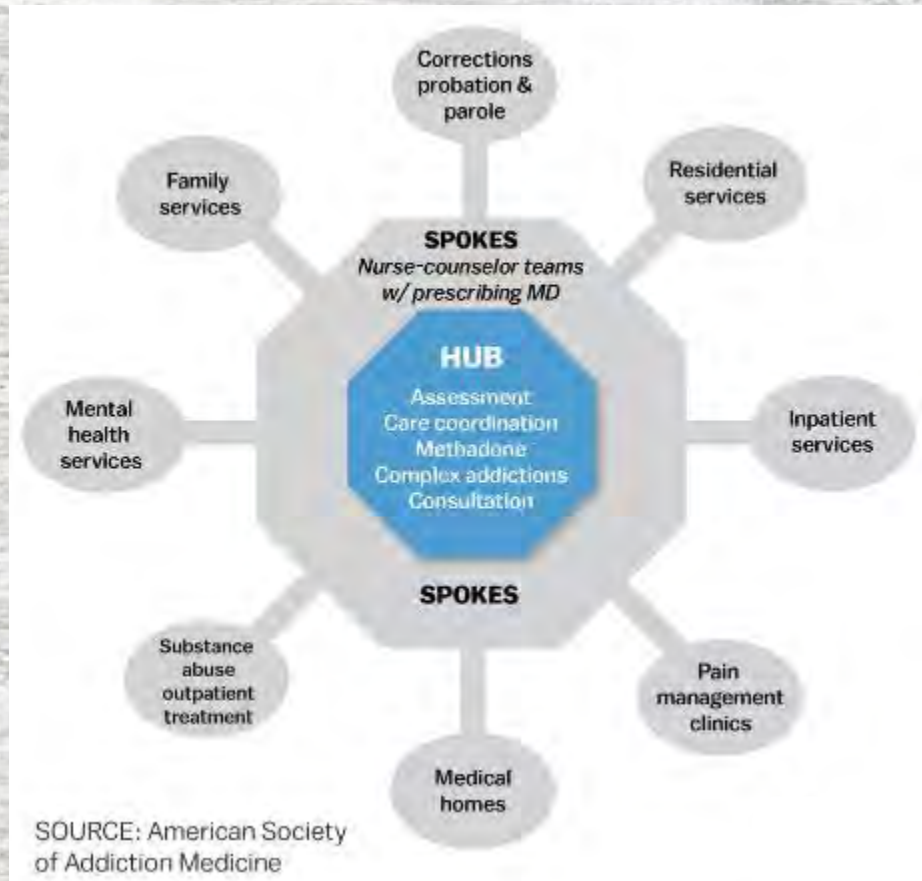 Corrections
probation &
parole
Family
services
Residential
services
SPOKES
Nurse-counselor teams
w/ prescribing MD
HUB
Assessment
Care coordination
Methadone
Complex addictions
Consultation
Mental
health
services
Inpatient
services
SPOKES
Substance
abuse
outpatient
treatment
Pain
management
clinics
Medical
homes
SOURCE: American Society
of Addiction Medicine